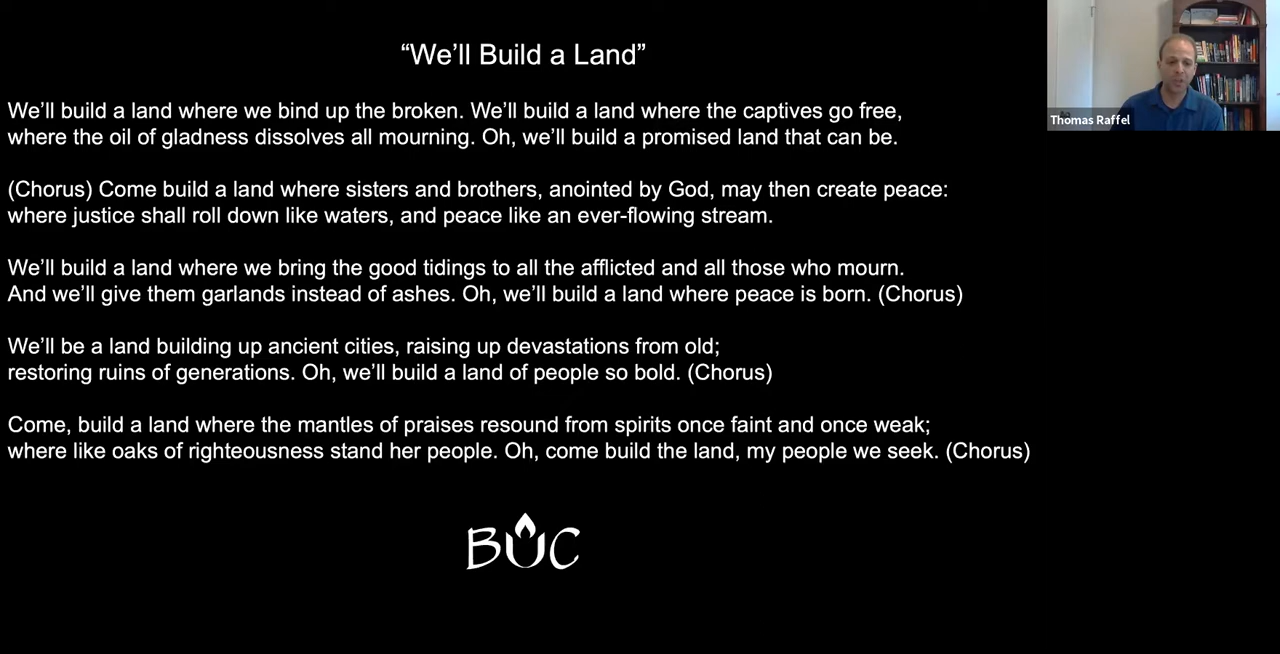 “We’ll Build a Land”
We’ll build a land where we bind up the broken. We’ll build a land where the captives go free,
where the oil of gladness dissolves all mourning. Oh, we’ll build a promised land that can be.
(Chorus) Come build a land where sisters and brothers, anointed by God, may then create peace:
where justice shall roll down like waters, and peace like an ever-flowing stream.
We’ll build a land where we bring the good tidings to all the afflicted and all those who mourn.
And we’ll give them garlands instead of ashes. Oh, we’ll build a land where peace is born. (Chorus)
We’ll be a land building up ancient cities, raising up devastations from old;
restoring ruins of generations. Oh, we’ll build a land of people so bold. (Chorus)
Come, build a land where the mantles of praises resound from spirits once faint and once weak;
where like oaks of righteousness stand her people. Oh, come build the land, my people we seek. (Chorus)
BUC
Thomas Raffel